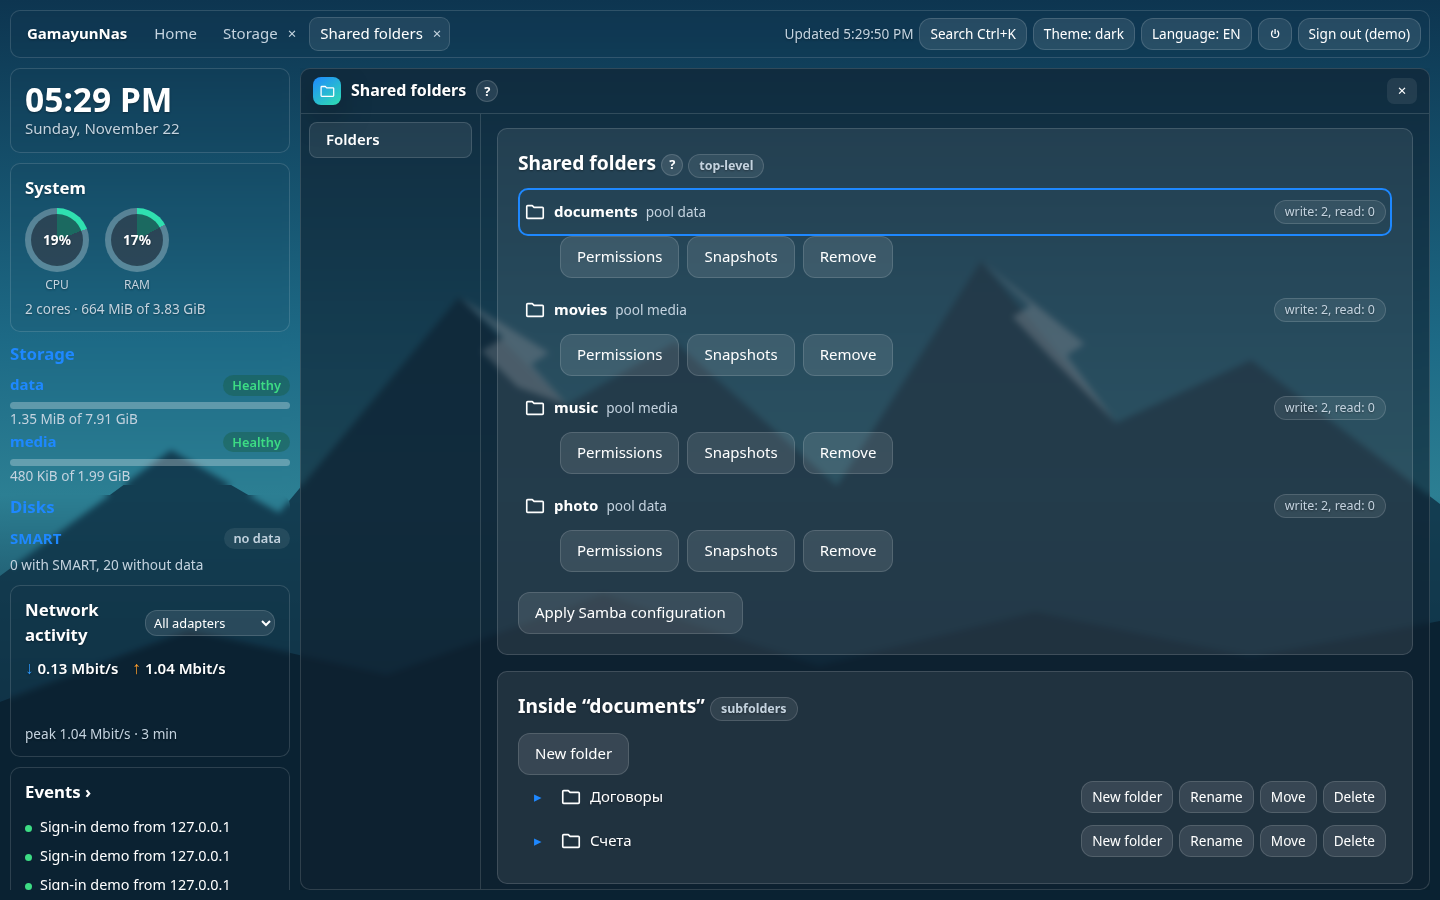 GamayunNas Home Storage × Shared folders × Updated 5:29:50 PM Search Ctrl+K Theme: dark Language: EN Sign out (demo)
05:29 PM
Sunday, November 22
System
19% 17%
CPU RAM
2 cores · 664 MiB of 3.83 GiB
Storage
data Healthy
1.35 MiB of 7.91 GiB
media Healthy
480 KiB of 1.99 GiB
Disks
SMART no data
0 with SMART, 20 without data
Network
activity
All adapters
↓ 0.13 Mbit/s ↑ 1.04 Mbit/s
peak 1.04 Mbit/s · 3 min
Events ›
Sign-in demo from 127.0.0.1
Sign-in demo from 127.0.0.1
Sign-in demo from 127.0.0.1
Shared folders ? ×
Folders
Shared folders ? top-level
documents pool data write: 2, read: 0
Permissions Snapshots Remove
movies pool media write: 2, read: 0
Permissions Snapshots Remove
music pool media write: 2, read: 0
Permissions Snapshots Remove
photo pool data write: 2, read: 0
Permissions Snapshots Remove
Apply Samba configuration
Inside “documents” subfolders
New folder
▸ Договоры New folder Rename Move Delete
▸ Счета New folder Rename Move Delete